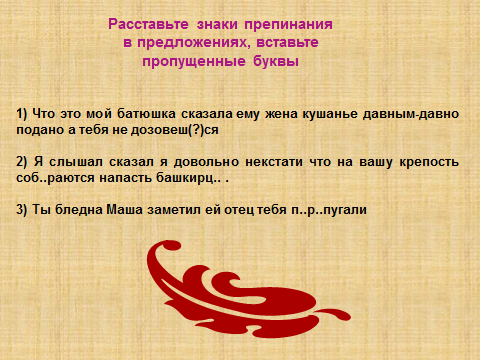 Расставьте знаки препинания
в предложениях, вставьте
пропущенные буквы
1) Что это мой батюшка сказала ему жена кушанье давным-давно
подано а тебя не дозовеш(?)ся
2) Я слышал сказал я довольно некстати что на вашу крепость
соб..раются напасть башкирц.. .
3) Ты бледна Маша заметил ей отец тебя п..р..пугали